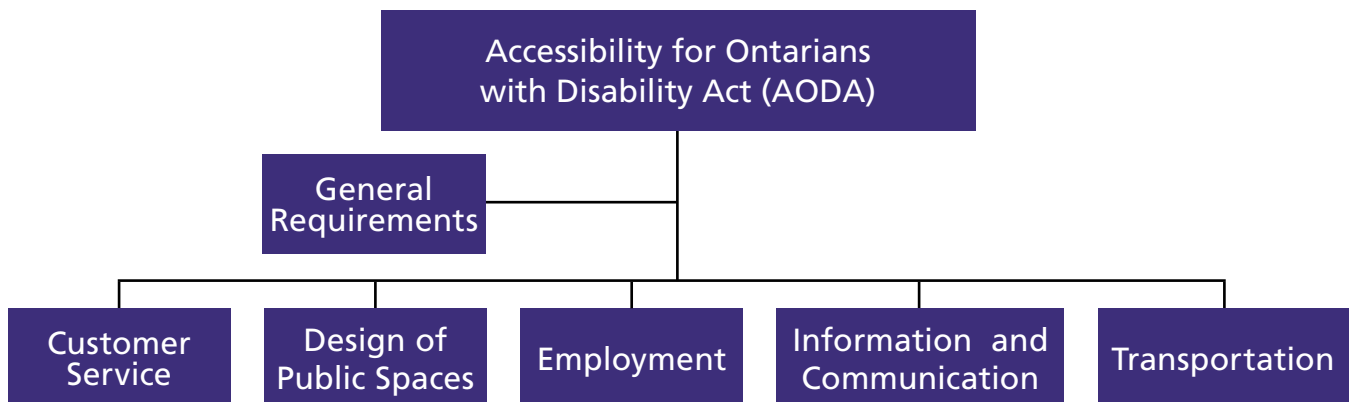 Accessibility for Ontarians
with Disability Act (AODA)
General
Requirements
Customer
Service
Design of
Public Spaces
Employment
Information and
Communication
Transportation